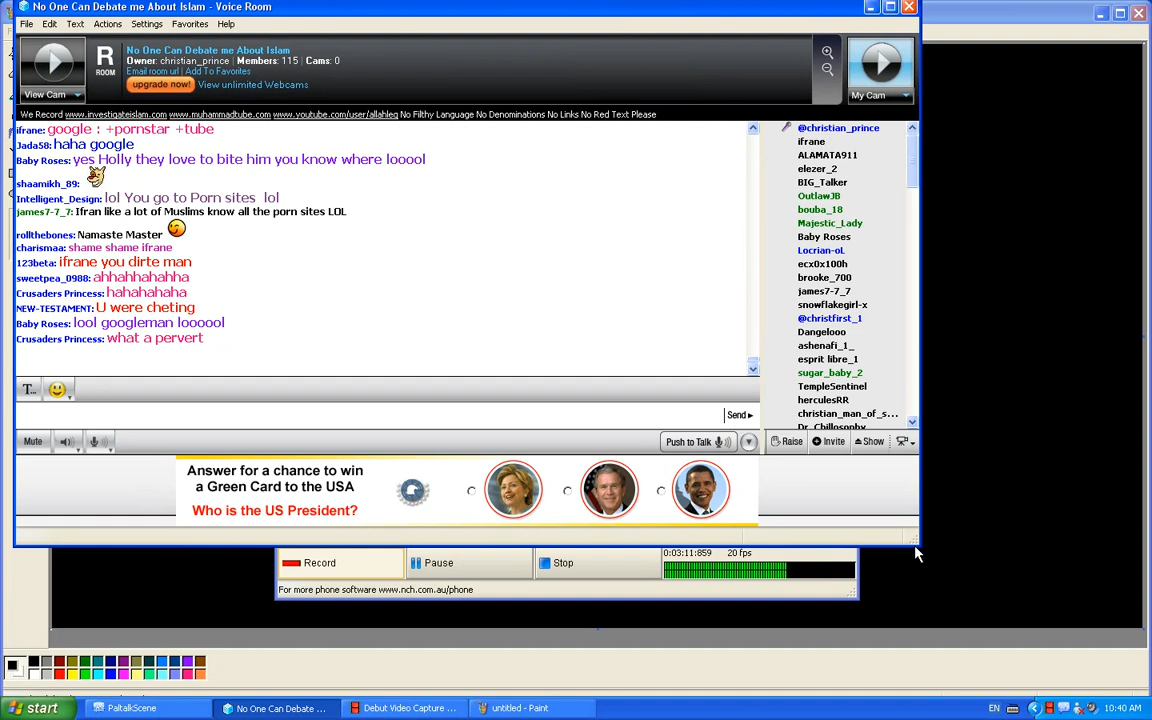 No One Can Debate me About Islam - Voice Room
File Edit Text Actions Settings Favorites Help
R
ROOM
No One Can Debate me About Islam
Owner: christian_prince | Members: 115 | Cams: 0
Email room url | Add To Favorites
upgrade now! View unlimited Webcams
View Cam
My Cam
We Record www.investigateislam.com www.muhammadtube.com www.youtube.com/user/allahleq No Filthy Language No Denominations No Links No Red Text Please
ifrane: google : +pornstar +tube
Jada58: haha google
Baby Roses: yes Holly they love to bite him you know where looool
shaamikh_89:
Intelligent_Design: lol You go to Porn sites lol
james7-7_7: Ifran like a lot of Muslims know all the porn sites LOL
rollthebones: Namaste Master
charismaa: shame shame ifrane
123beta: ifrane you dirte man
sweetpea_0988: ahhahhahahha
Crusaders Princess: hahahahaha
NEW-TESTAMENT: U were cheting
Baby Roses: lool googleman loooool
Crusaders Princess: what a pervert
@christian_prince
ifrane
ALAMATA911
elezer_2
BIG_Talker
OutlawJB
bouba_18
Majestic_Lady
Baby Roses
Locrian-oL
ecx0x100h
brooke_700
james7-7_7
snowflakegirl-x
@christfirst_1
Dangelooo
ashenafi_1_
esprit libre_1
sugar_baby_2
TempleSentinel
herculesRR
christian_man_of_s...
Dr_Chillosophy
T...
Send
Mute
Push to Talk
Raise Invite Show
Answer for a chance to win
a Green Card to the USA
Who is the US President?
Record Pause Stop
0:03:11:859 20 fps
For more phone software www.nch.com.au/phone
start
PaltalkScene
No One Can Debate ...
Debut Video Capture ...
untitled - Paint
EN
10:40 AM